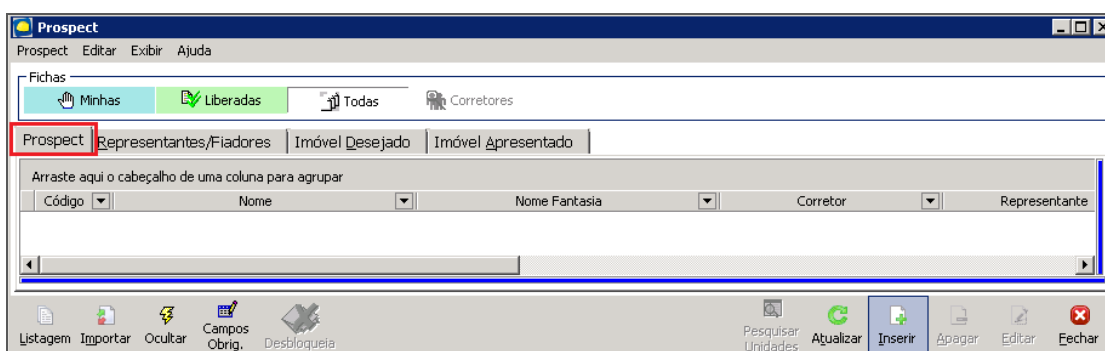 Prospect
Prospect Editar Exibir Ajuda
Fichas
Minhas Liberadas Todas Corretores
Prospect Representantes/Fiadores Imóvel Desejado Imóvel Apresentado
Arraste aqui o cabeçalho de uma coluna para agrupar
Código Nome Nome Fantasia Corretor Representante
Listagem Importar Ocultar Campos Obrig. Desbloqueia Pesquisar Unidades Atualizar Inserir Apagar Editar Fechar